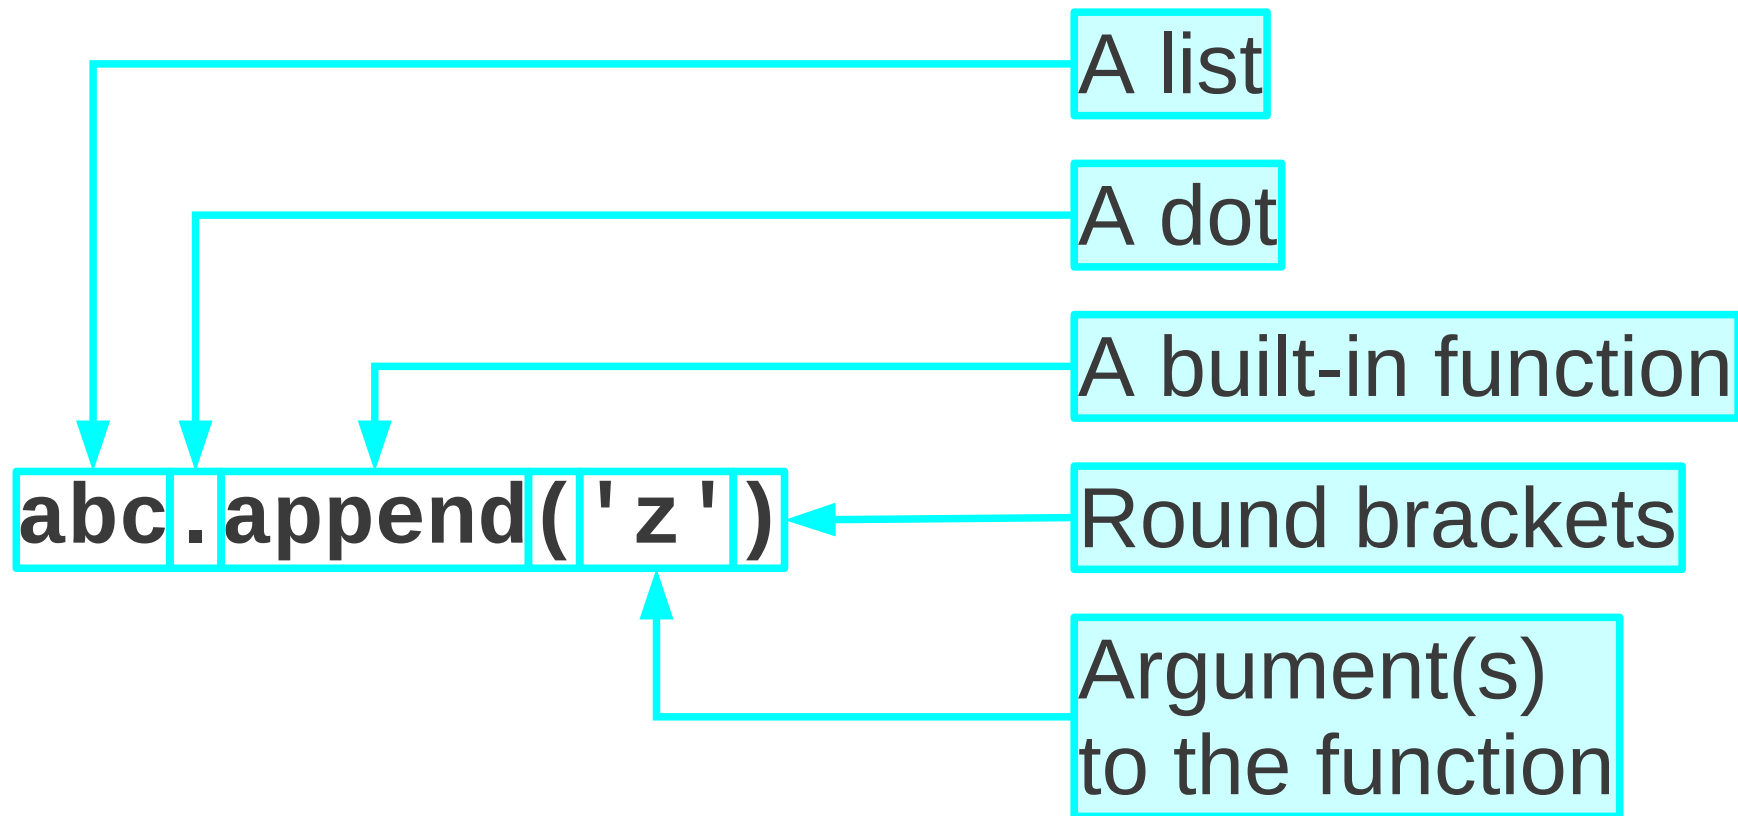 A list
A dot
A built-in function
abc.append('z')
Round brackets
Argument(s)
to the function